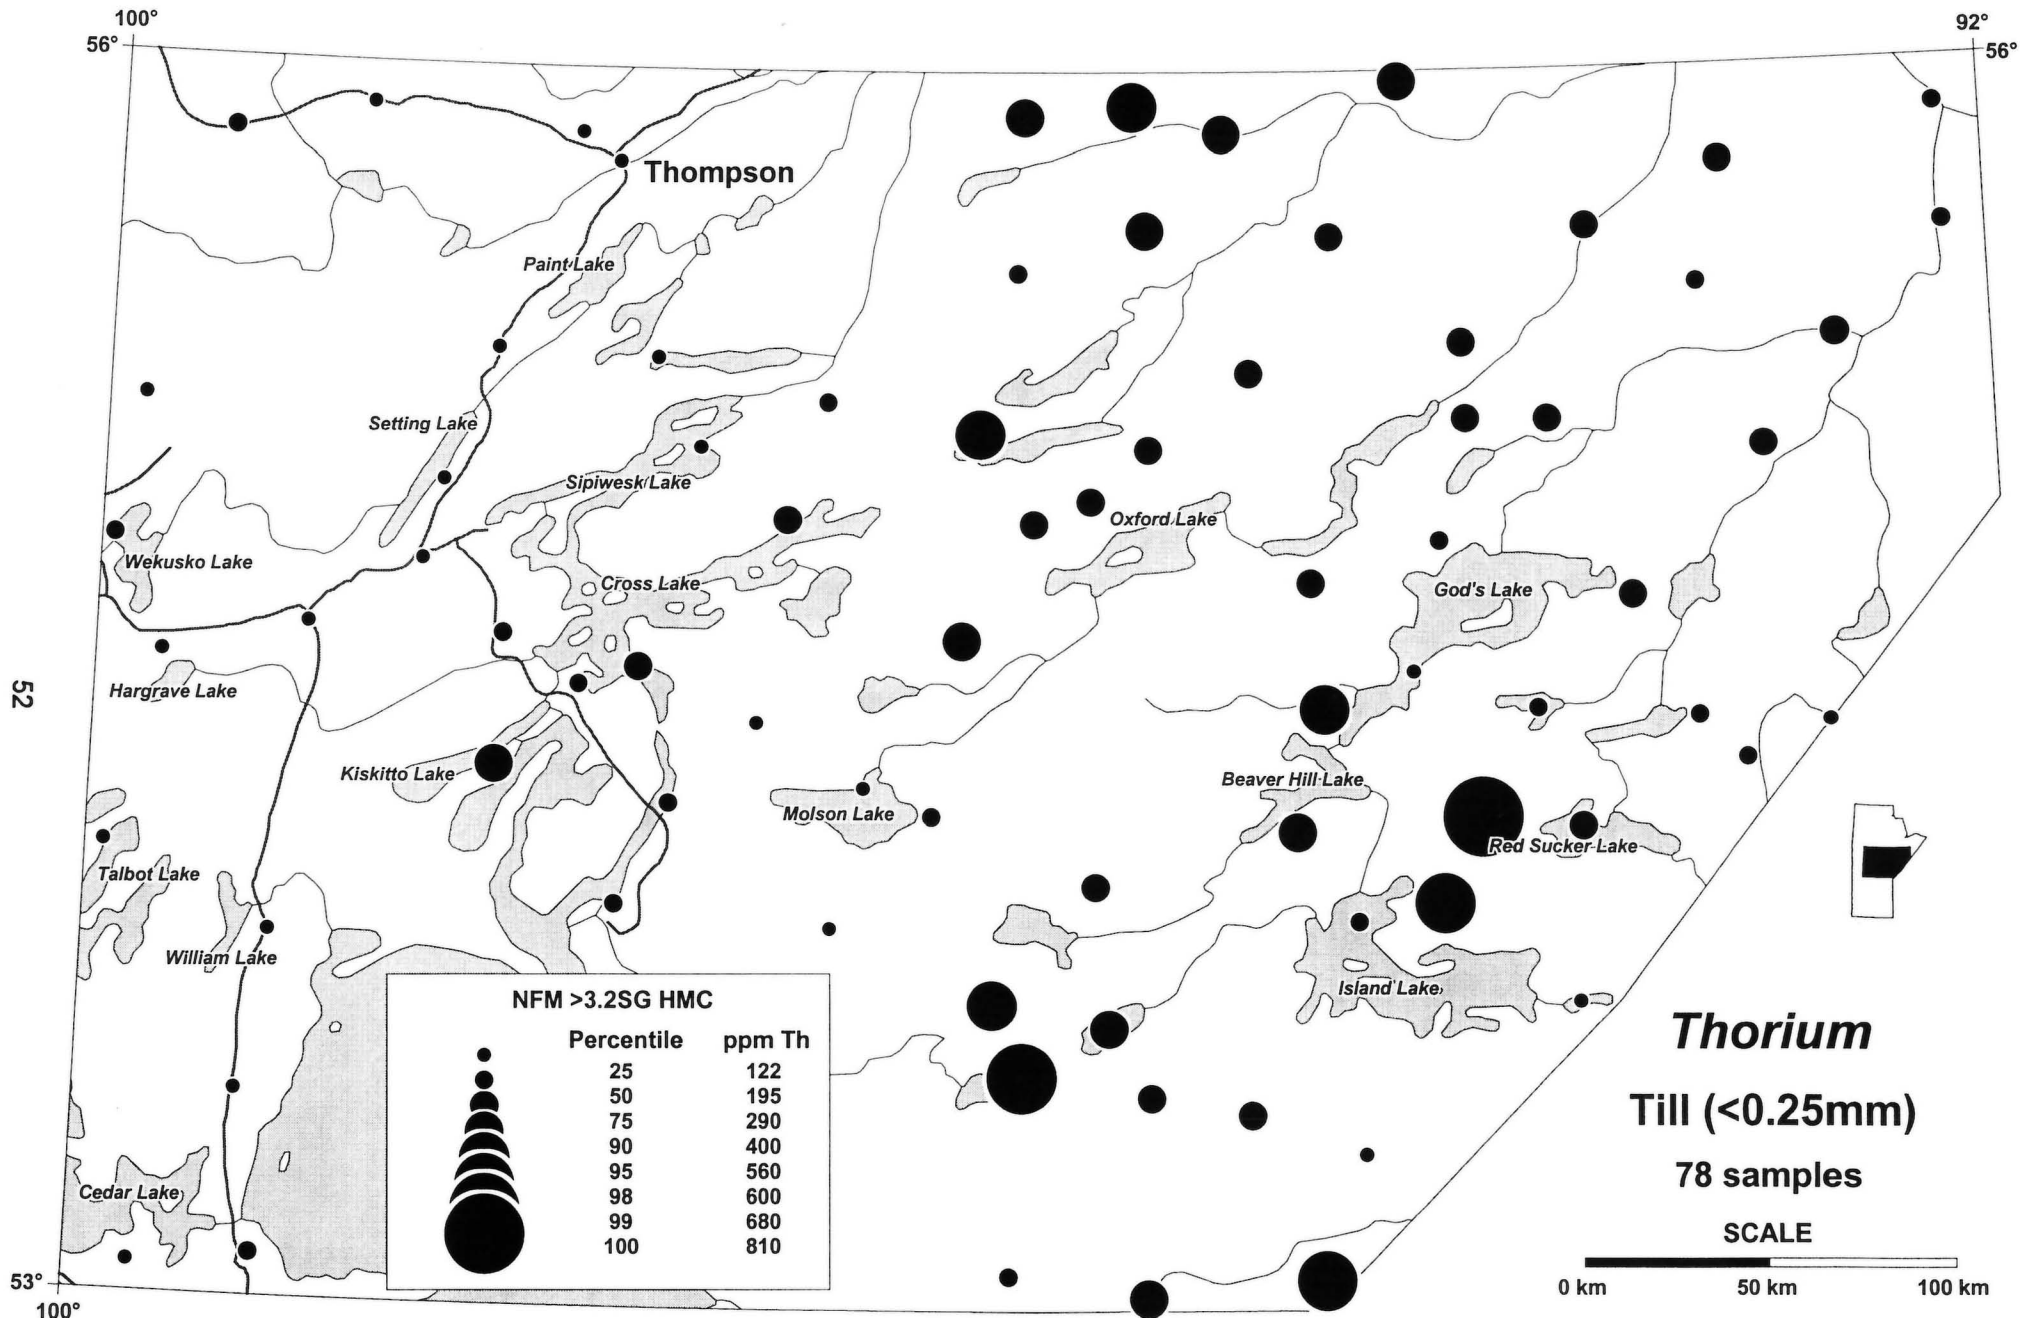 100°
92°
56°
56°
Thompson
Paint Lake
Setting Lake
Sipiwesk Lake
Oxford Lake
Wekusko Lake
Cross Lake
God's Lake
52
Hargrave Lake
Kiskitto Lake
Beaver Hill Lake
Molson Lake
Red Sucker Lake
Talbot Lake
William Lake
Island Lake
NFM >3.2SG HMC
Percentile ppm Th
25 122
50 195
75 290
90 400
95 560
98 600
99 680
100 810
Thorium
Till (<0.25mm)
78 samples
SCALE
0 km 50 km 100 km
Cedar Lake
53°
100°